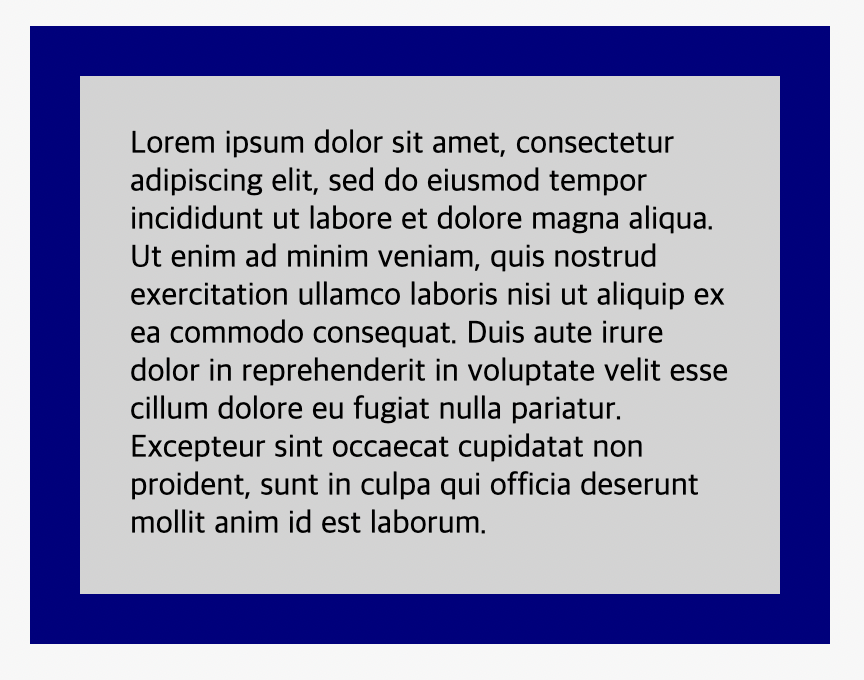 Lorem ipsum dolor sit amet, consectetur
adipiscing elit, sed do eiusmod tempor
incididunt ut labore et dolore magna aliqua.
Ut enim ad minim veniam, quis nostrud
exercitation ullamco laboris nisi ut aliquip ex
ea commodo consequat. Duis aute irure
dolor in reprehenderit in voluptate velit esse
cillum dolore eu fugiat nulla pariatur.
Excepteur sint occaecat cupidatat non
proident, sunt in culpa qui officia deserunt
mollit anim id est laborum.